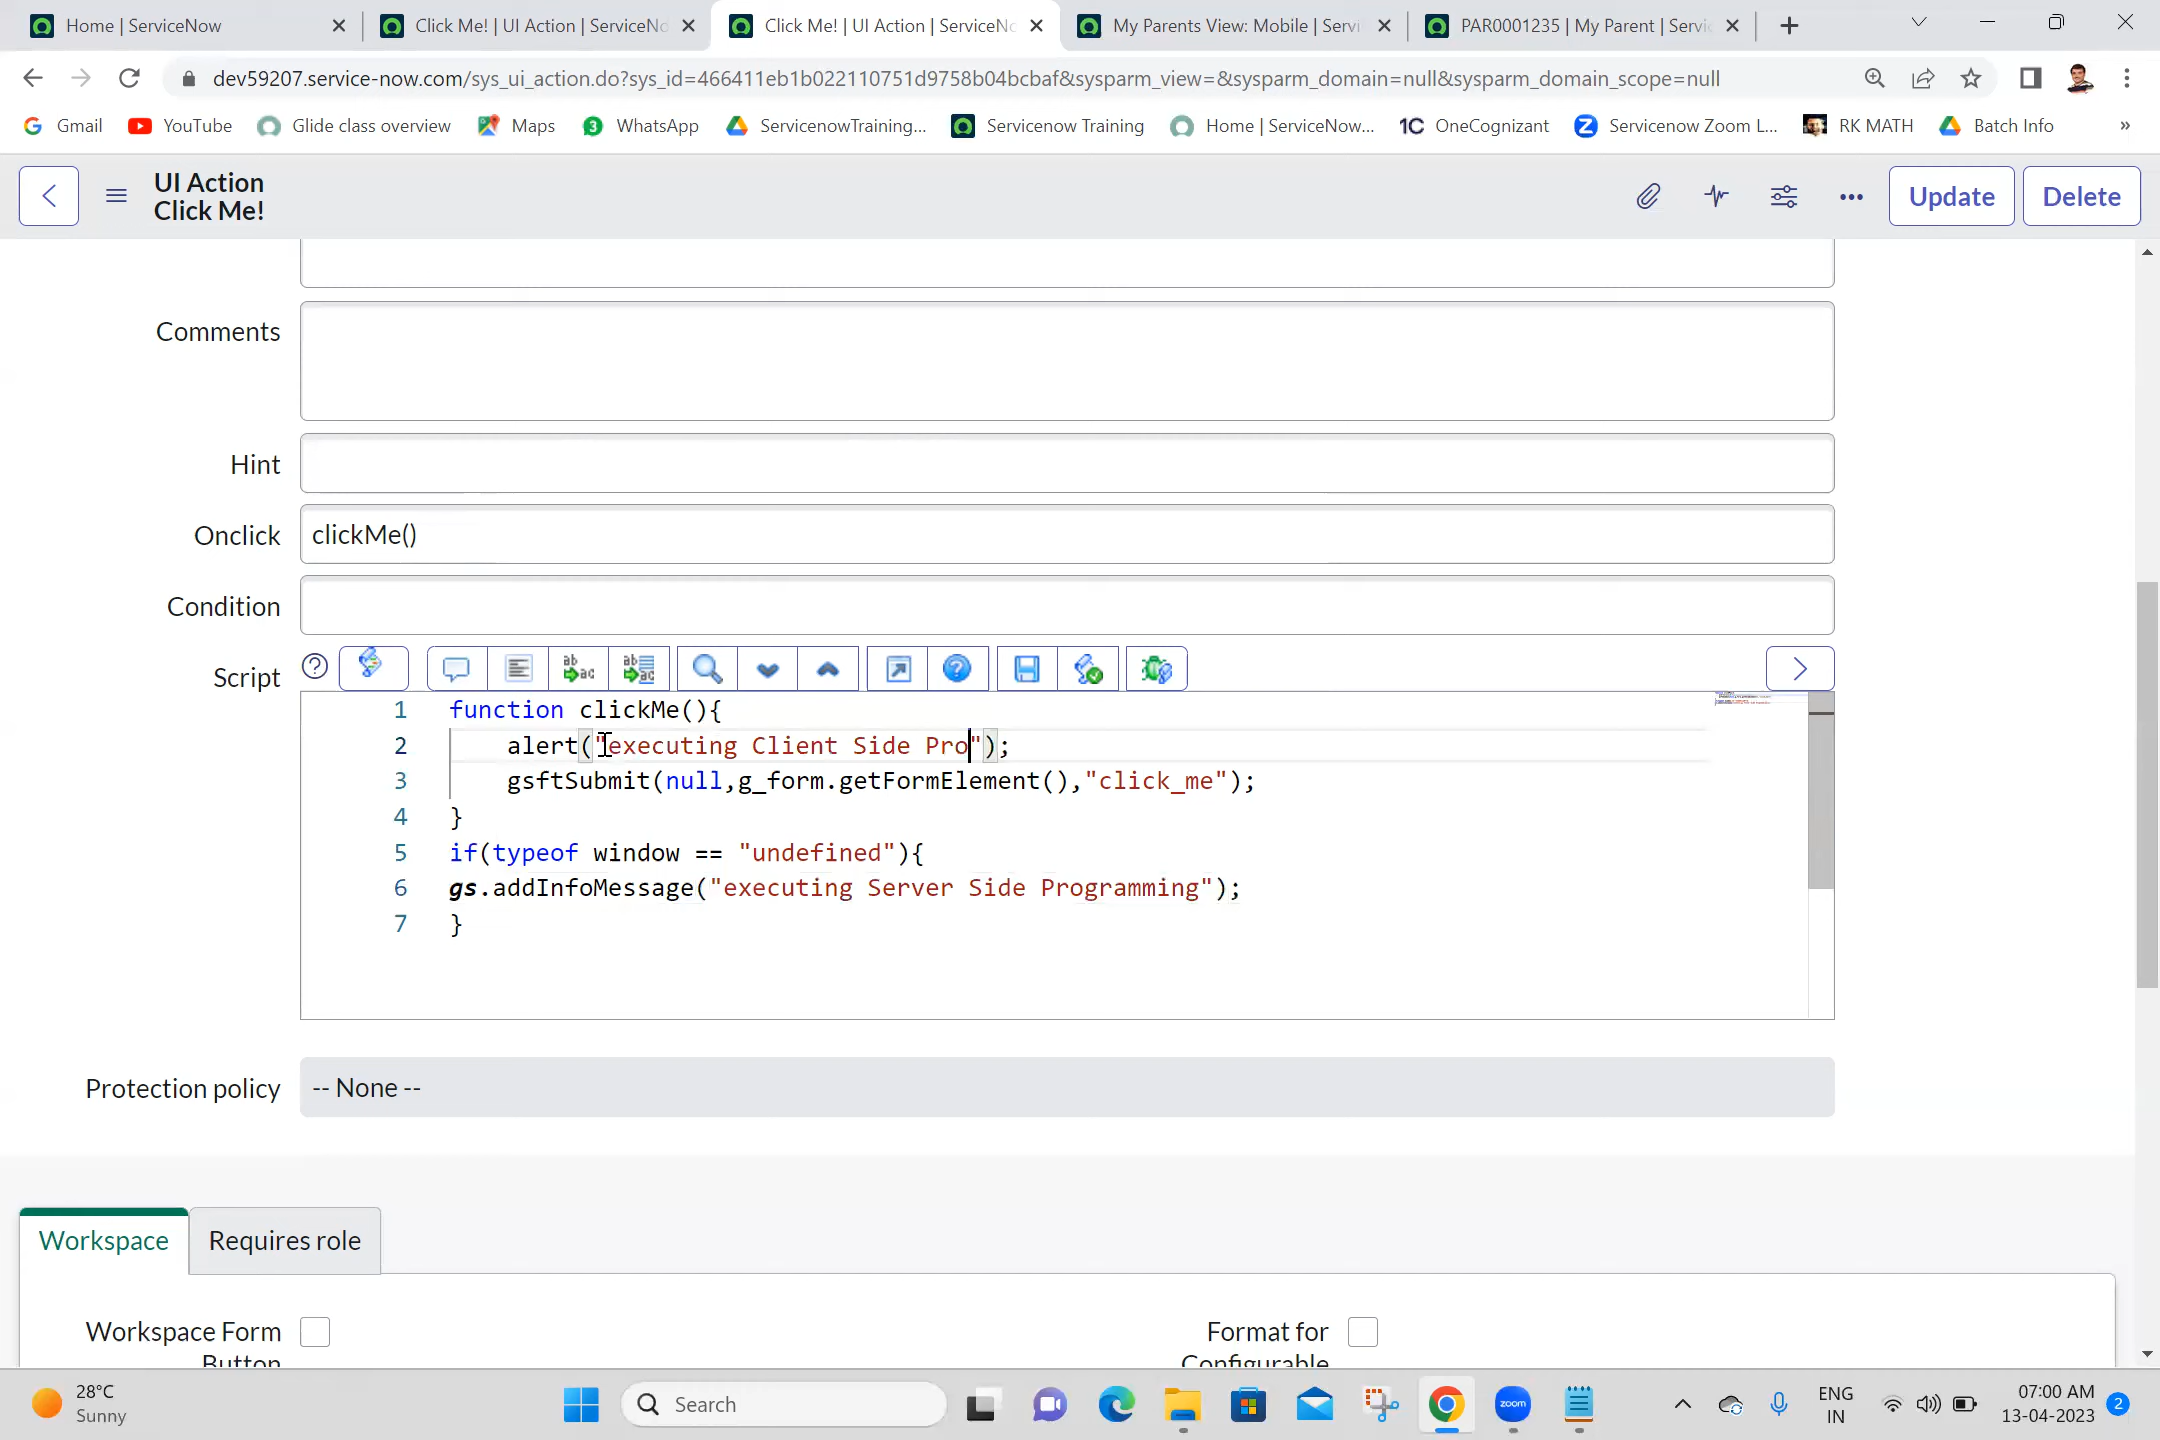 Home | ServiceNow
Click Me! | UI Action | ServiceNo
Click Me! | UI Action | ServiceNo
My Parents View: Mobile | Servi
PAR0001235 | My Parent | Servic
dev59207.service-now.com/sys_ui_action.do?sys_id=466411eb1b022110751d9758b04bcbaf&sysparm_view=&sysparm_domain=null&sysparm_domain_scope=null
Gmail
YouTube
Glide class overview
Maps
3
WhatsApp
ServicenowTraining...
Servicenow Training
Home | ServiceNow...
1C OneCognizant
Servicenow Zoom L...
RK MATH
Batch Info
»
UI Action
Click Me!
Update
Delete
Comments
Hint
Onclick
clickMe()
Condition
Script
1 function clickMe(){
2 alert("executing Client Side Pro");
3 gsftSubmit(null,g_form.getFormElement(),"click_me");
4 }
5 if(typeof window == "undefined"){
6 gs.addInfoMessage("executing Server Side Programming");
7 }
Protection policy
-- None --
Workspace
Requires role
Workspace Form
Button
Format for
Configurable
28°C
Sunny
Search
zoom
ENG
IN
07:00 AM
13-04-2023
2